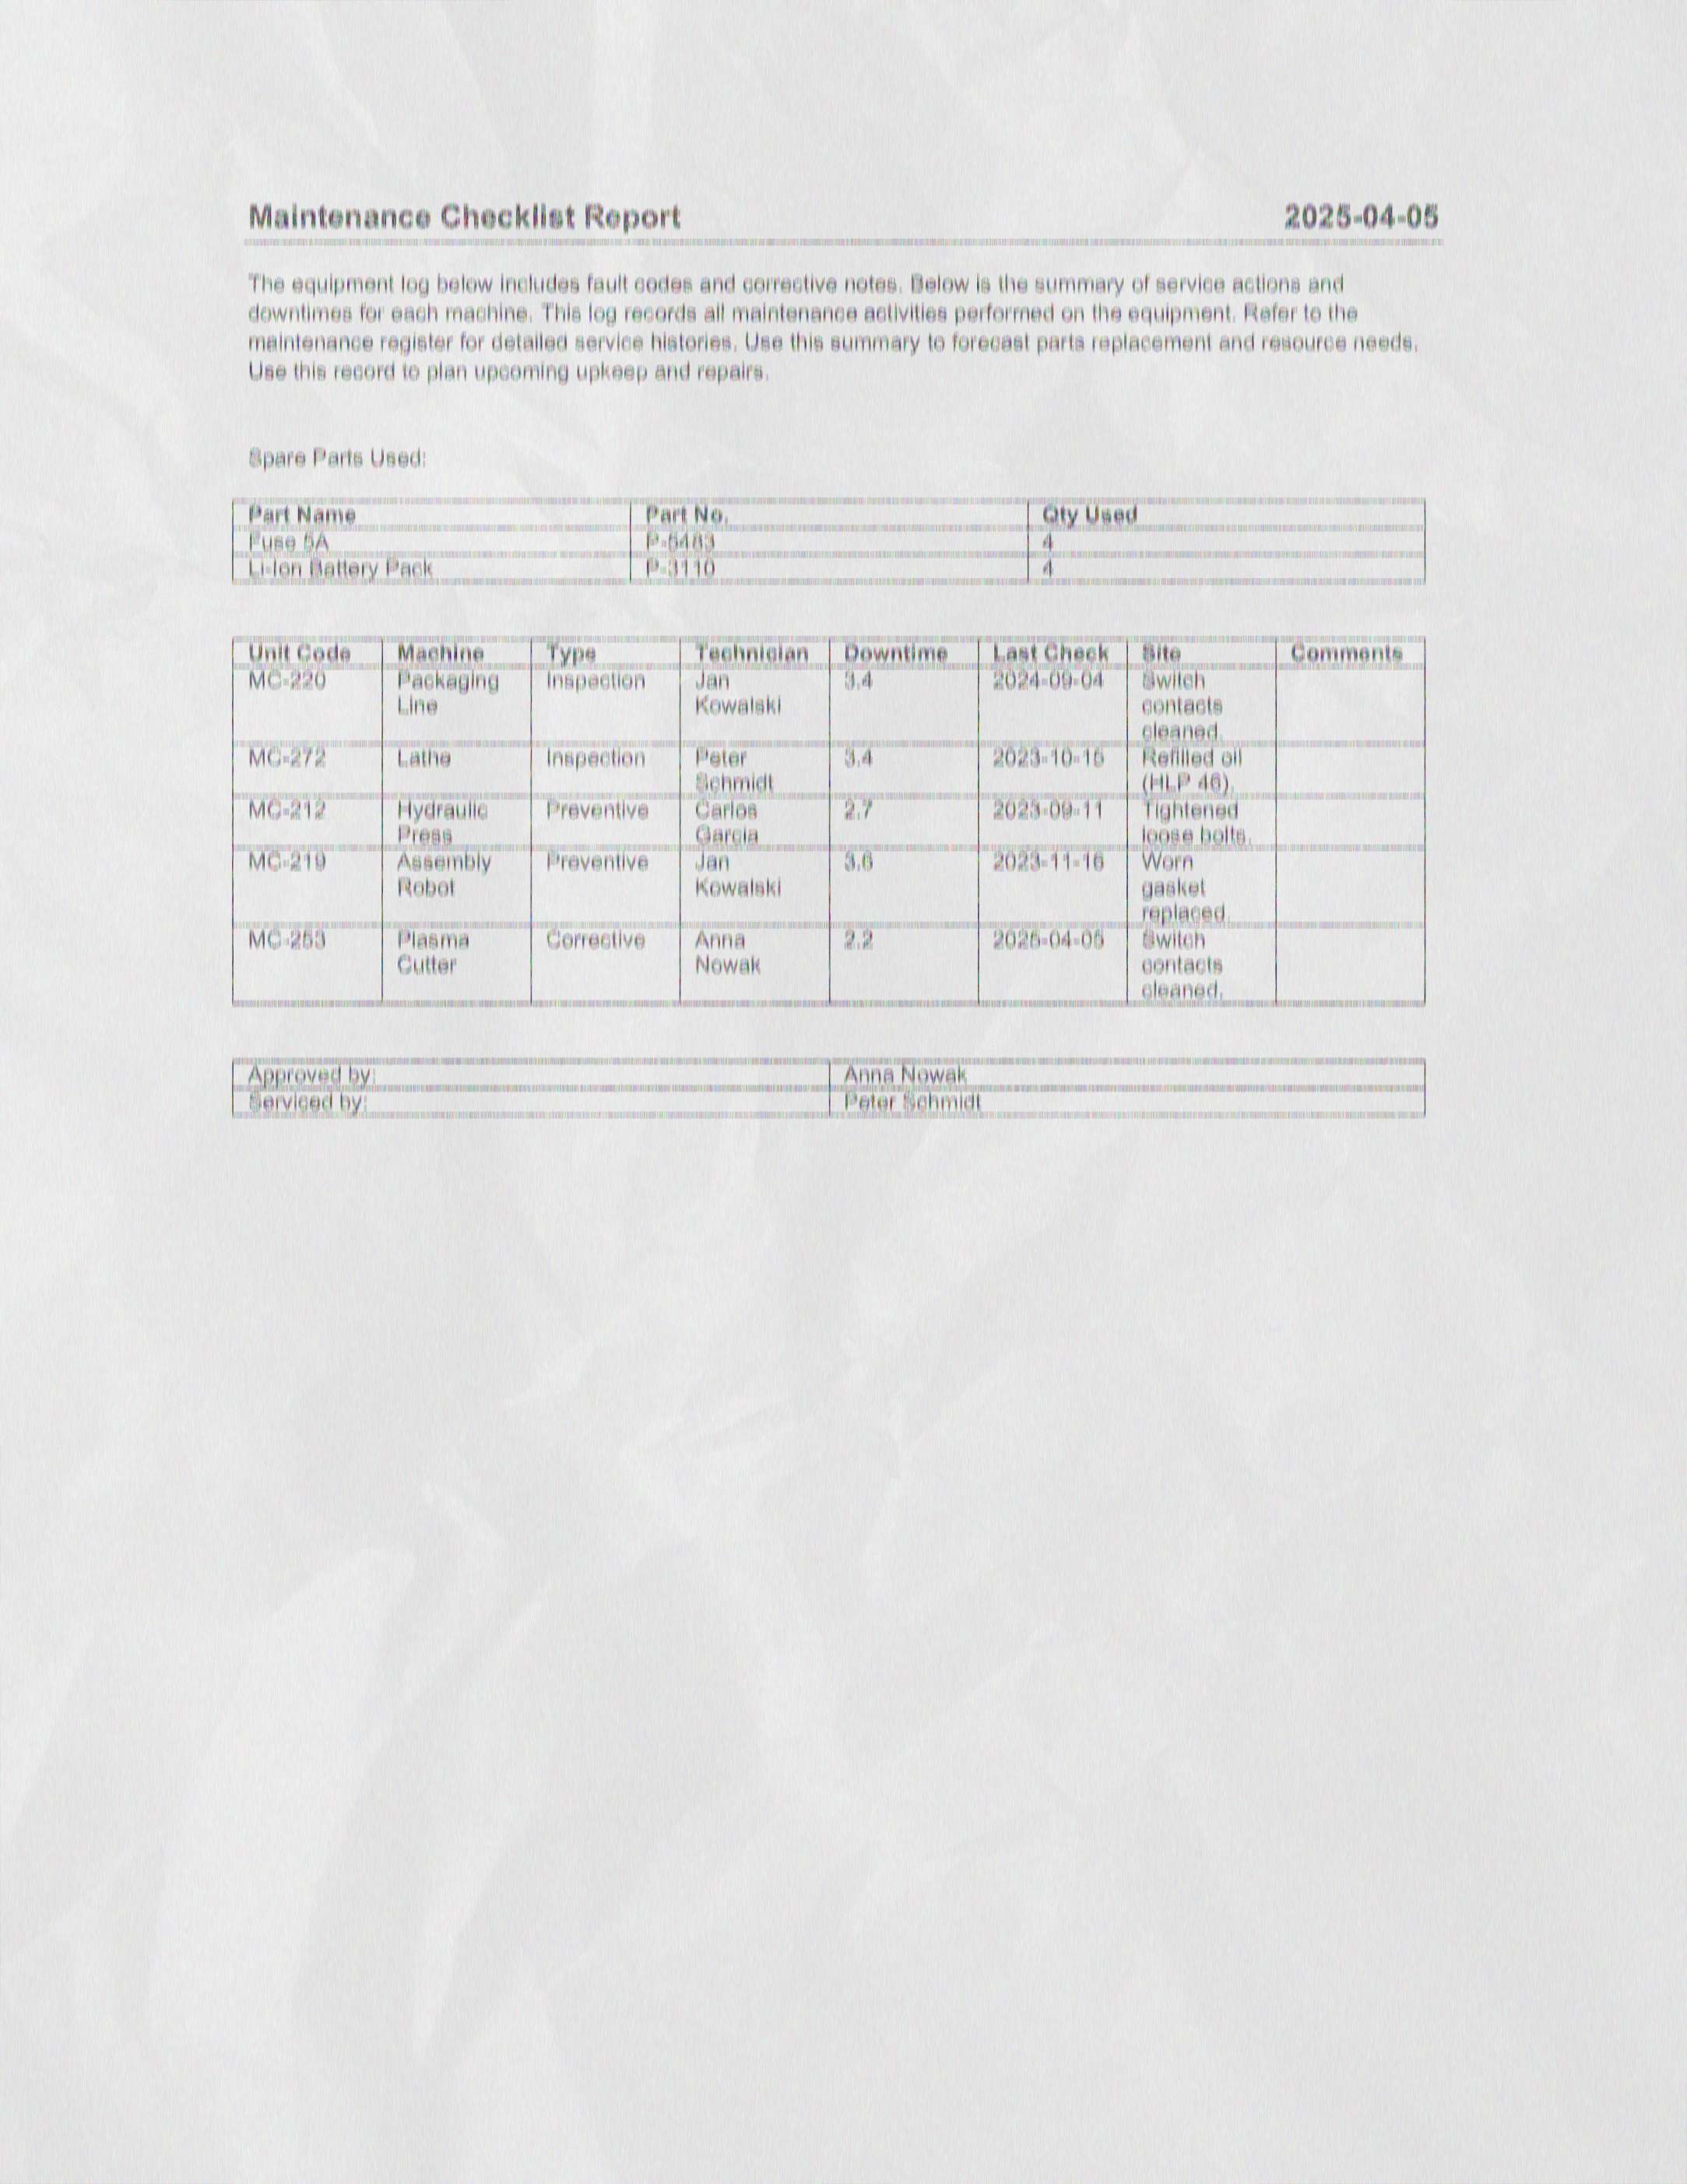 Maintenance Checklist Report 2025-04-05
The equipment log below includes fault codes and corrective notes. Below is the summary of service actions and
downtimes for each machine. This log records all maintenance activities performed on the equipment. Refer to the
maintenance register for detailed service histories. Use this summary to forecast parts replacement and resource needs.
Use this record to plan upcoming upkeep and repairs.
Spare Parts Used:
Part Name Part No. Qty Used
Fuse 5A P-5483 4
Li-Ion Battery Pack P-3110 4
Unit Code Machine Type Technician Downtime Last Check Site Comments
MC-220 Packaging Inspection Jan 3.4 2024-09-04 Switch
Line Kowalski contacts
cleaned.
MC-272 Lathe Inspection Peter 3.4 2023-10-15 Refilled oil
Schmidt (HLP 46).
MC-212 Hydraulic Preventive Carlos 2.7 2023-09-11 Tightened
Press Garcia loose bolts.
MC-219 Assembly Preventive Jan 3.6 2023-11-16 Worn
Robot Kowalski gasket
replaced.
MC-253 Plasma Corrective Anna 2.2 2025-04-05 Switch
Cutter Nowak contacts
cleaned.
Approved by: Anna Nowak
Serviced by: Peter Schmidt